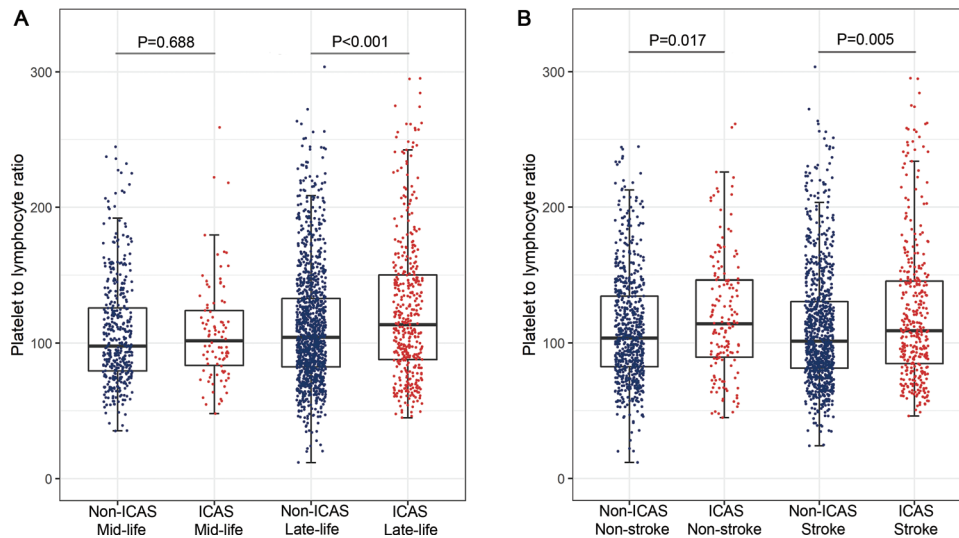 A
P=0.688
P<0.001
Platelet to lymphocyte ratio
300
200
100
0
Non-ICAS Mid-life
ICAS Mid-life
Non-ICAS Late-life
ICAS Late-life
B
P=0.017
P=0.005
Platelet to lymphocyte ratio
300
200
100
0
Non-ICAS Non-stroke
ICAS Non-stroke
Non-ICAS Stroke
ICAS Stroke